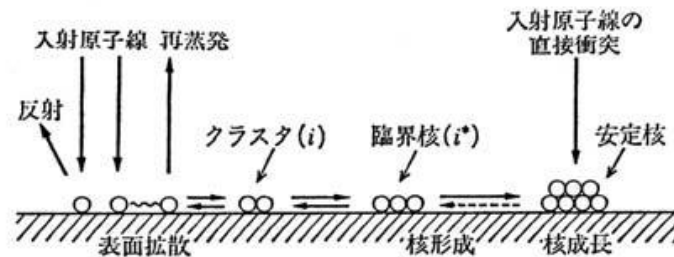 入射原子線 再蒸発
入射原子線の
直接衝突
反射
クラスタ(i)
臨界核(i*)
安定核
表面拡散
核形成
核成長